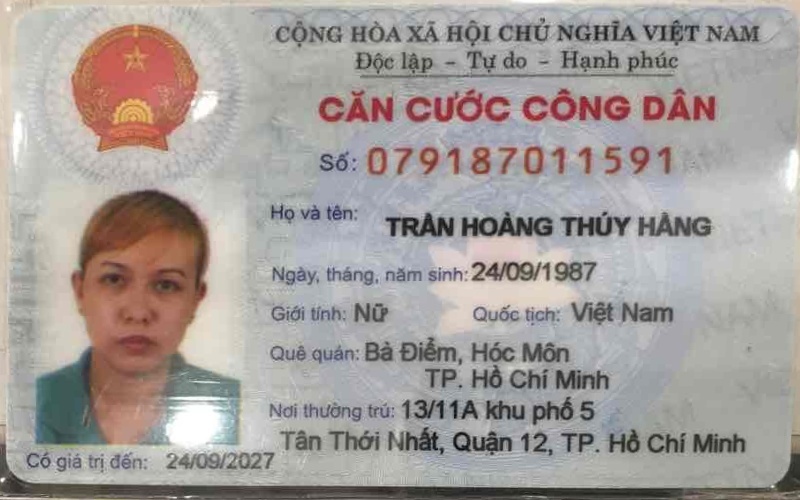 CỘNG HÒA XÃ HỘI CHỦ NGHĨA VIỆT NAM
Độc lập - Tự do - Hạnh phúc
CĂN CƯỚC CÔNG DÂN
Số: 079187011591
Họ và tên: TRẦN HOÀNG THÚY HẰNG
Ngày, tháng, năm sinh: 24/09/1987
Giới tính: Nữ Quốc tịch: Việt Nam
Quê quán: Bà Điểm, Hóc Môn
TP. Hồ Chí Minh
Nơi thường trú: 13/11A khu phố 5
Tân Thới Nhất, Quận 12, TP. Hồ Chí Minh
Có giá trị đến: 24/09/2027